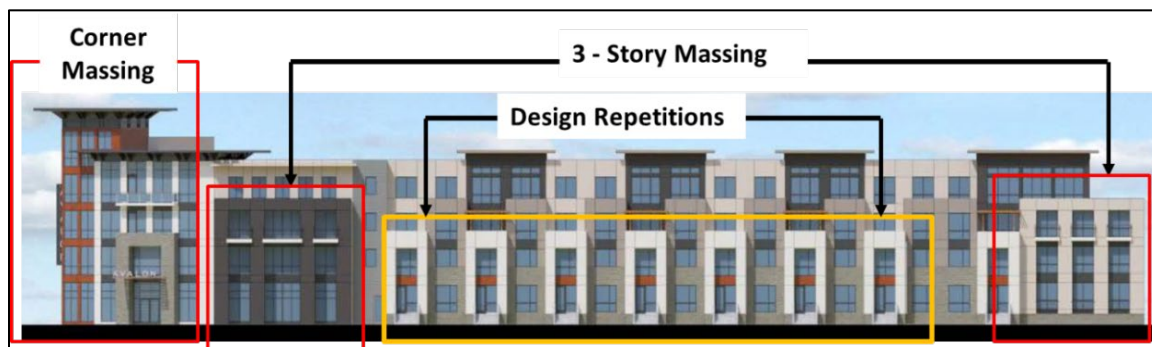 Corner
Massing
3 - Story Massing
Design Repetitions
AVALON